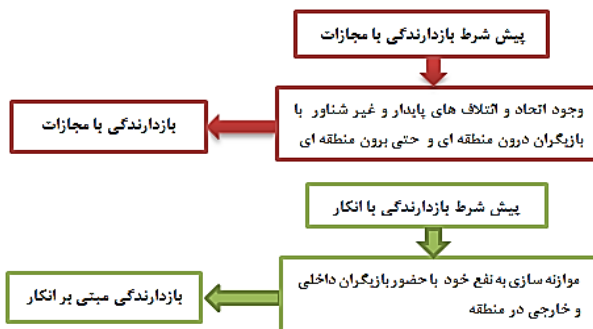 پیش شرط بازدارندگی با مجازات
وجود اتحاد و ائتلاف های پایدار و غیر شناور با
بازیگران درون منطقه ای و حتی برون منطقه ای
بازدارندگی با مجازات
پیش شرط بازدارندگی با انکار
موازنه سازی به نفع خود با حضور بازیگران داخلی
و خارجی در منطقه
بازدارندگی مبتی بر انکار